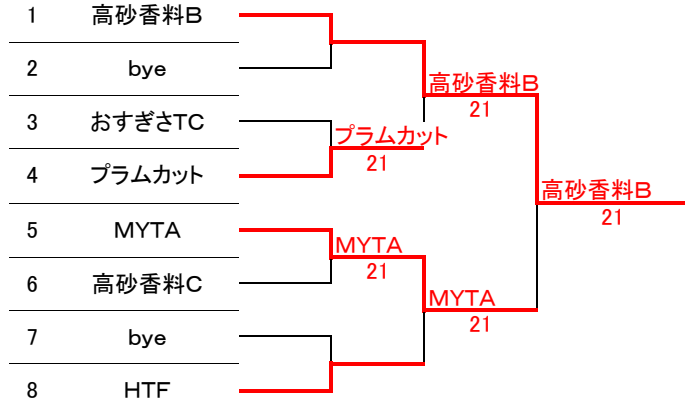 1 高砂香料B
2 bye
3 おすぎさTC
4 プラムカット
5 MYTA
6 高砂香料C
7 bye
8 HTF
プラムカット
21
MYTA
21
高砂香料B
21
MYTA
21
高砂香料B
21